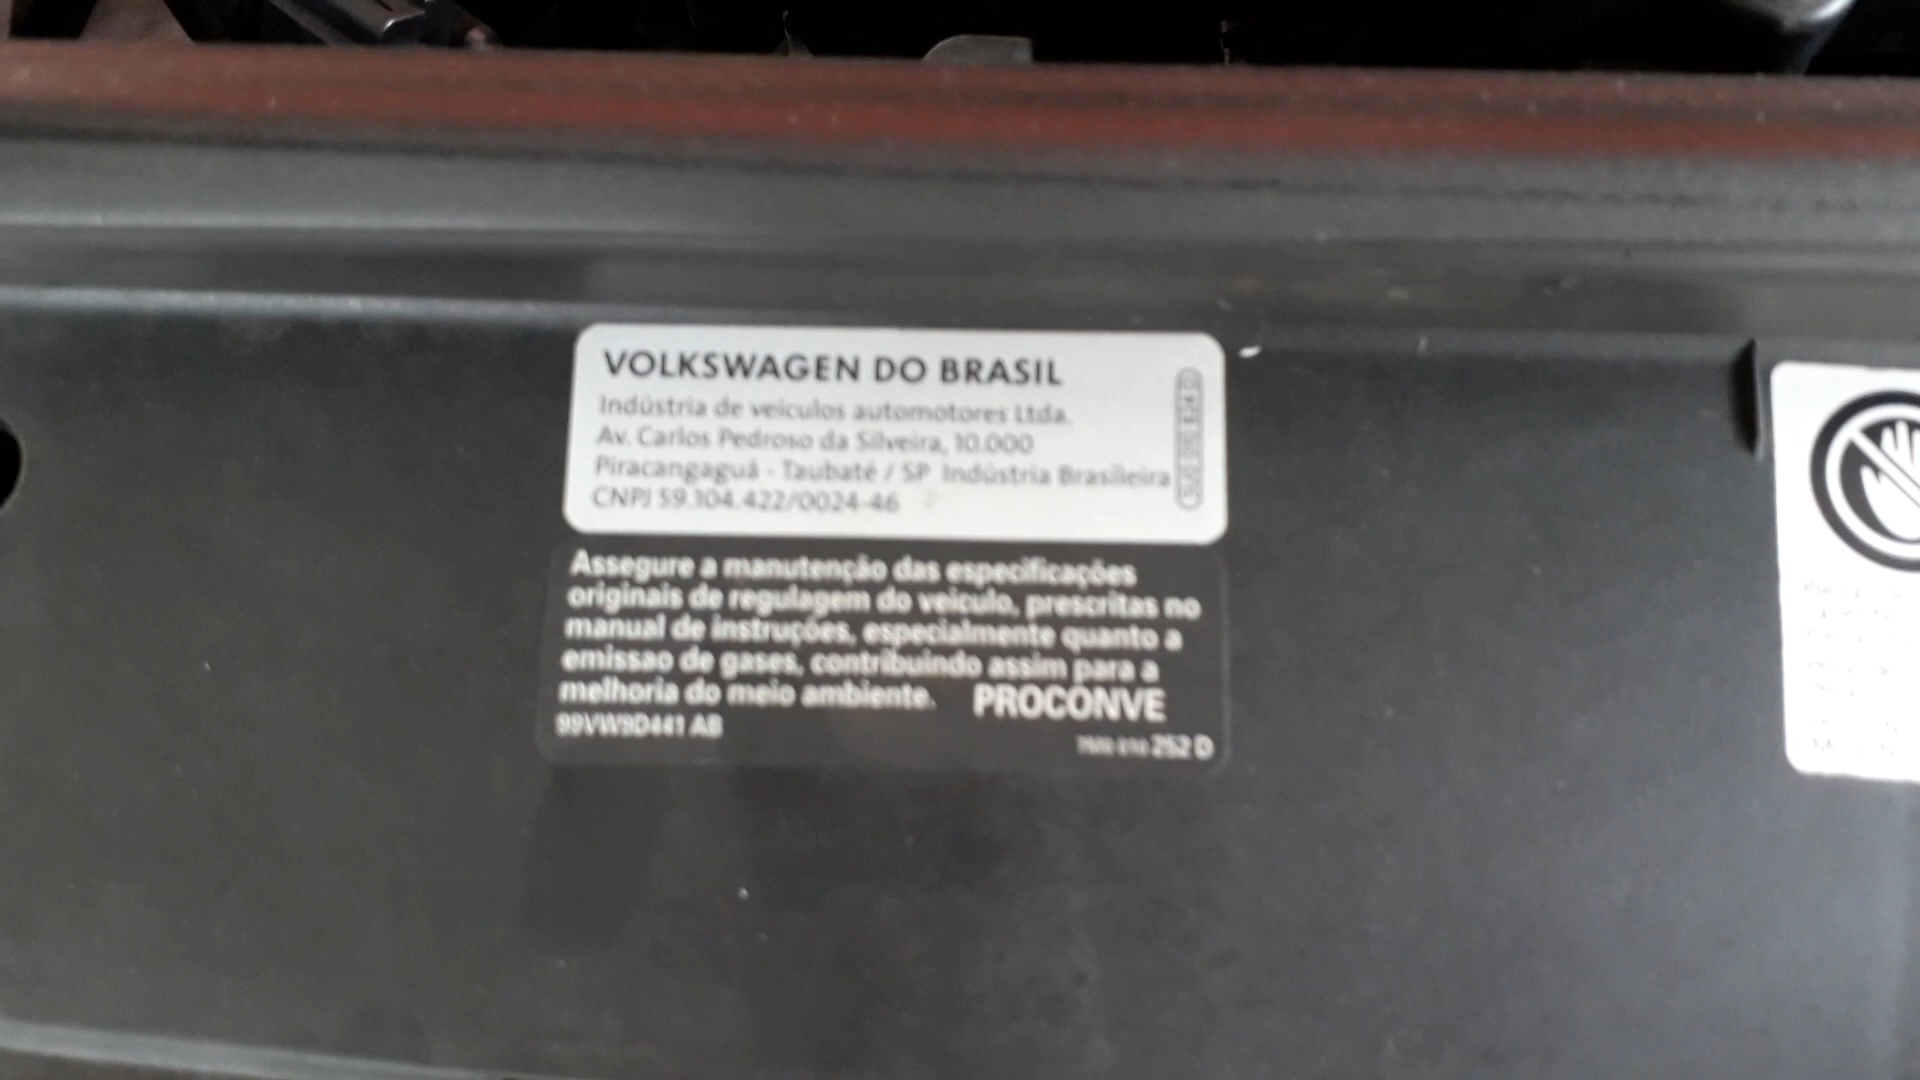 VOLKSWAGEN DO BRASIL
Indústria de veículos automotores Ltda.
Av. Carlos Pedroso da Silveira, 10.000
Piracangaguá - Taubaté / SP Indústria Brasileira
CNPJ 59.104.422/0024-46
Assegure a manutenção das especificações
originais de regulagem do veículo, prescritas no
manual de instruções, especialmente quanto a
emissao de gases, contribuindo assim para a
melhoria do meio ambiente. PROCONVE
99VW9D441 AB
252 D